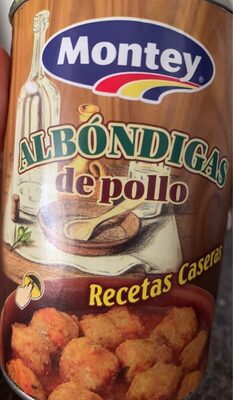 Montey
ALBÓNDIGAS
de pollo
Recetas Caseras